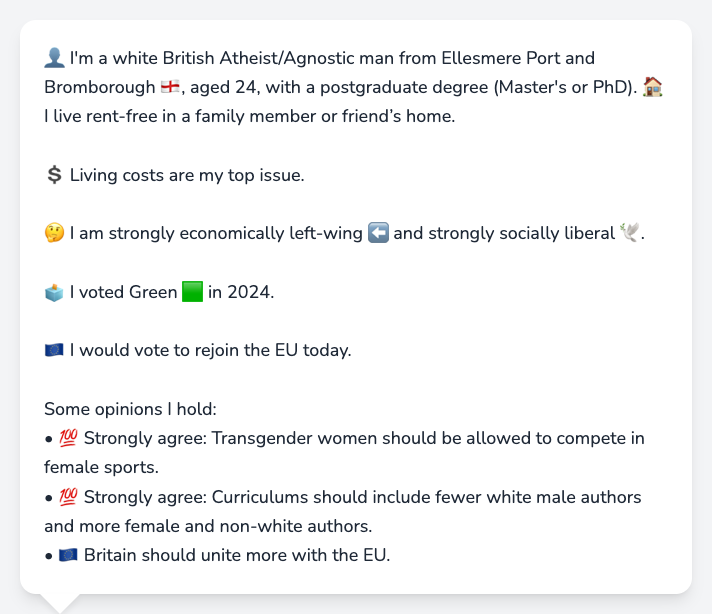 👤 I'm a white British Atheist/Agnostic man from Ellesmere Port and
Bromborough 🏴󠁧󠁢󠁥󠁮󠁧󠁿, aged 24, with a postgraduate degree (Master's or PhD). 🏠
I live rent-free in a family member or friend’s home.
💲 Living costs are my top issue.
🤔 I am strongly economically left-wing ⬅️ and strongly socially liberal 🕊️.
🗳️ I voted Green 🟩 in 2024.
🇪🇺 I would vote to rejoin the EU today.
Some opinions I hold:
• 💯 Strongly agree: Transgender women should be allowed to compete in
female sports.
• 💯 Strongly agree: Curriculums should include fewer white male authors
and more female and non-white authors.
• 🇪🇺 Britain should unite more with the EU.